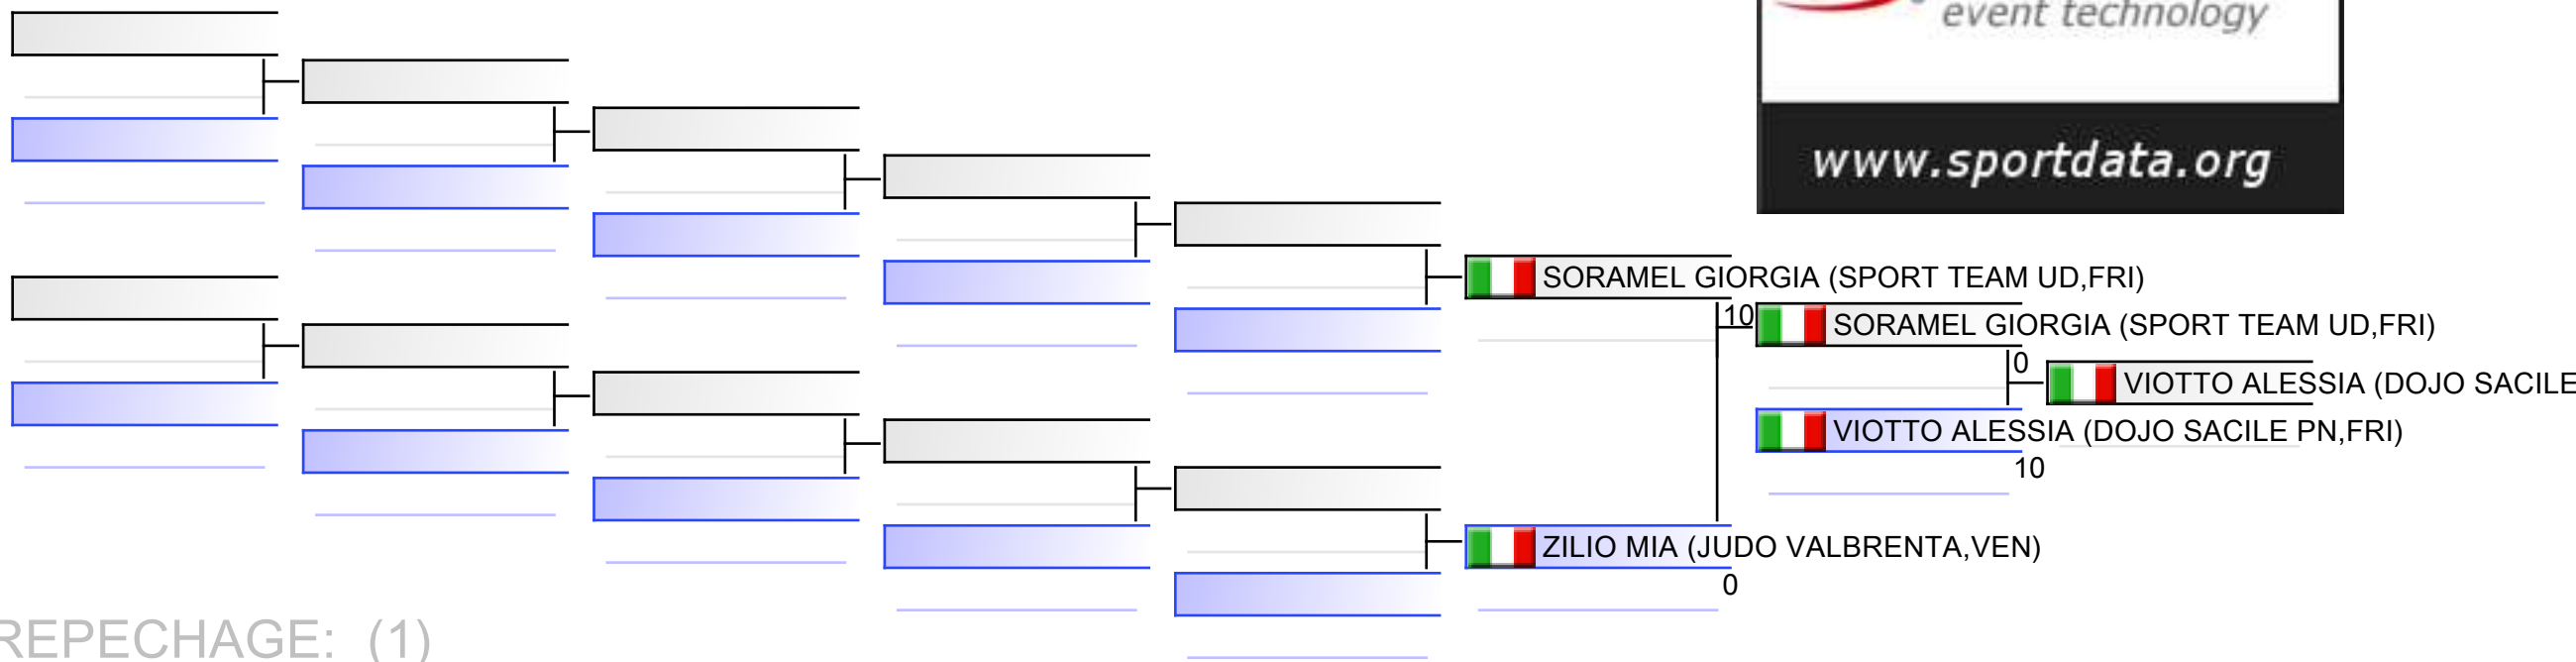 event technology
www.sportdata.org
SORAMEL GIORGIA (SPORT TEAM UD,FRI)
10
SORAMEL GIORGIA (SPORT TEAM UD,FRI)
0
VIOTTO ALESSIA (DOJO SACILE
VIOTTO ALESSIA (DOJO SACILE PN,FRI)
10
ZILIO MIA (JUDO VALBRENTA,VEN)
0
REPECHAGE: (1)